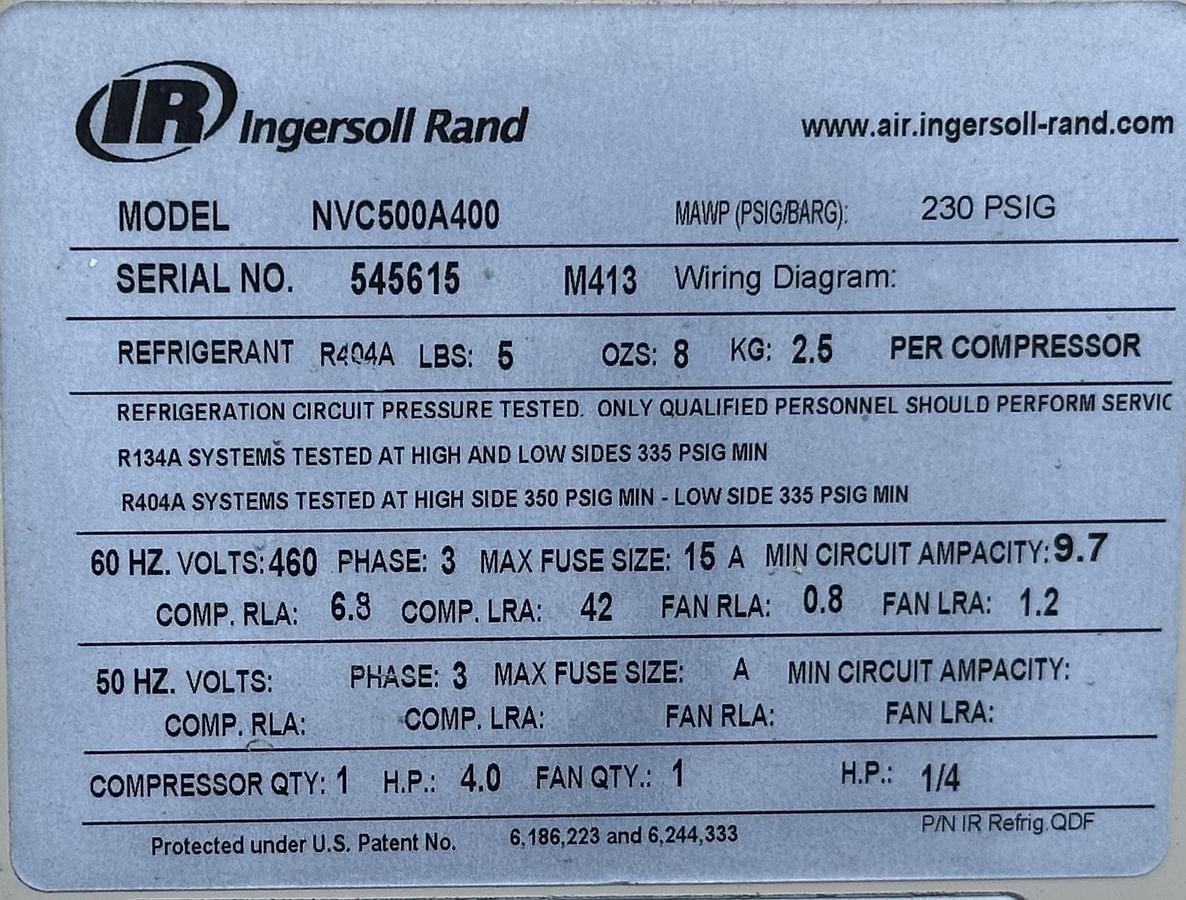 IR Ingersoll Rand www.air.ingersoll-rand.com
MODEL NVC500A400 MAWP (PSIG/BARG): 230 PSIG
SERIAL NO. 545615 M413 Wiring Diagram:
REFRIGERANT R404A LBS: 5 OZS: 8 KG: 2.5 PER COMPRESSOR
REFRIGERATION CIRCUIT PRESSURE TESTED. ONLY QUALIFIED PERSONNEL SHOULD PERFORM SERVIC
R134A SYSTEMS TESTED AT HIGH AND LOW SIDES 335 PSIG MIN
R404A SYSTEMS TESTED AT HIGH SIDE 350 PSIG MIN - LOW SIDE 335 PSIG MIN
60 HZ. VOLTS: 460 PHASE: 3 MAX FUSE SIZE: 15 A MIN CIRCUIT AMPACITY: 9.7
COMP. RLA: 6.8 COMP. LRA: 42 FAN RLA: 0.8 FAN LRA: 1.2
50 HZ. VOLTS: PHASE: 3 MAX FUSE SIZE: A MIN CIRCUIT AMPACITY:
COMP. RLA: COMP. LRA: FAN RLA: FAN LRA:
COMPRESSOR QTY: 1 H.P.: 4.0 FAN QTY.: 1 H.P.: 1/4
Protected under U.S. Patent No. 6,186,223 and 6,244,333 P/N IR Refrig.QDF